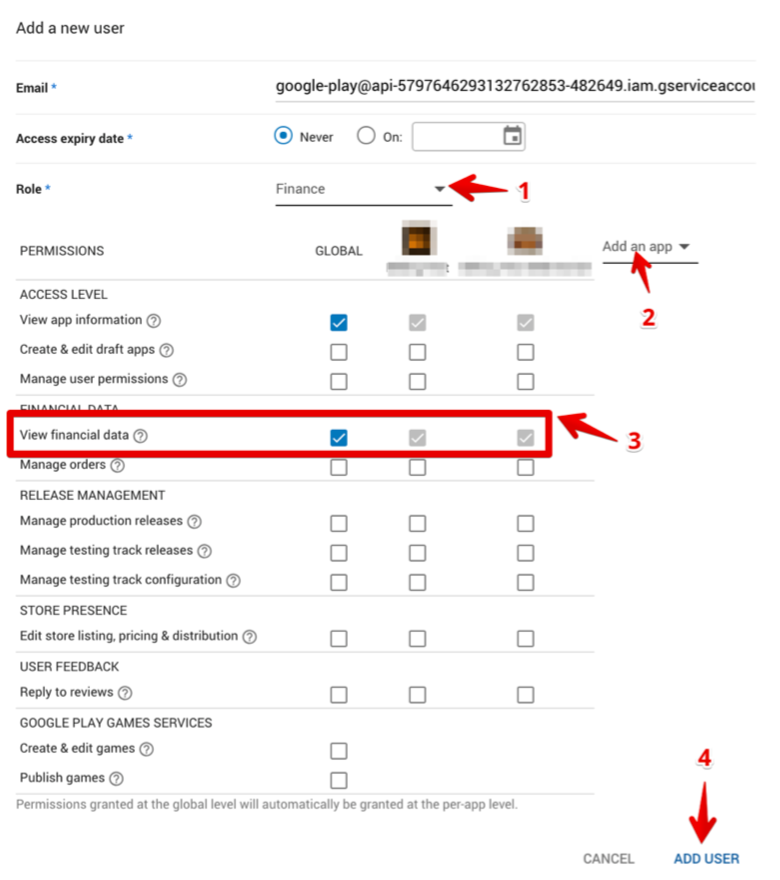 Add a new user
Email *
google-play@api-5797646293132762853-482649.iam.gserviceaccou
Access expiry date *
Never
On:
Role *
Finance
1
PERMISSIONS
GLOBAL
Add an app
2
ACCESS LEVEL
View app information
Create & edit draft apps
Manage user permissions
FINANCIAL DATA
View financial data
3
Manage orders
RELEASE MANAGEMENT
Manage production releases
Manage testing track releases
Manage testing track configuration
STORE PRESENCE
Edit store listing, pricing & distribution
USER FEEDBACK
Reply to reviews
GOOGLE PLAY GAMES SERVICES
Create & edit games
Publish games
4
Permissions granted at the global level will automatically be granted at the per-app level.
CANCEL
ADD USER